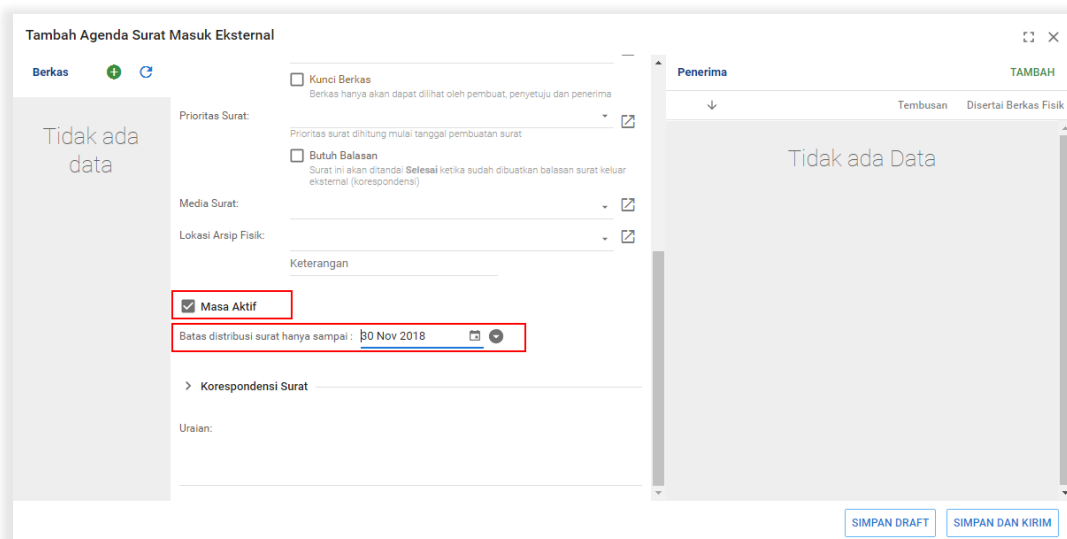 Tambah Agenda Surat Masuk Eksternal
Berkas
Tidak ada
data
Kunci Berkas
Berkas hanya akan dapat dilihat oleh pembuat, penyetuju dan penerima
Prioritas Surat:
Prioritas surat dihitung mulai tanggal pembuatan surat
Butuh Balasan
Surat ini akan ditandai Selesai ketika sudah dibuatkan balasan surat keluar
eksternal (korespondensi)
Media Surat:
Lokasi Arsip Fisik:
Keterangan
Masa Aktif
Batas distribusi surat hanya sampai : 30 Nov 2018
Korespondensi Surat
Uraian:
Penerima
TAMBAH
Tembusan Disertai Berkas Fisik
Tidak ada Data
SIMPAN DRAFT
SIMPAN DAN KIRIM